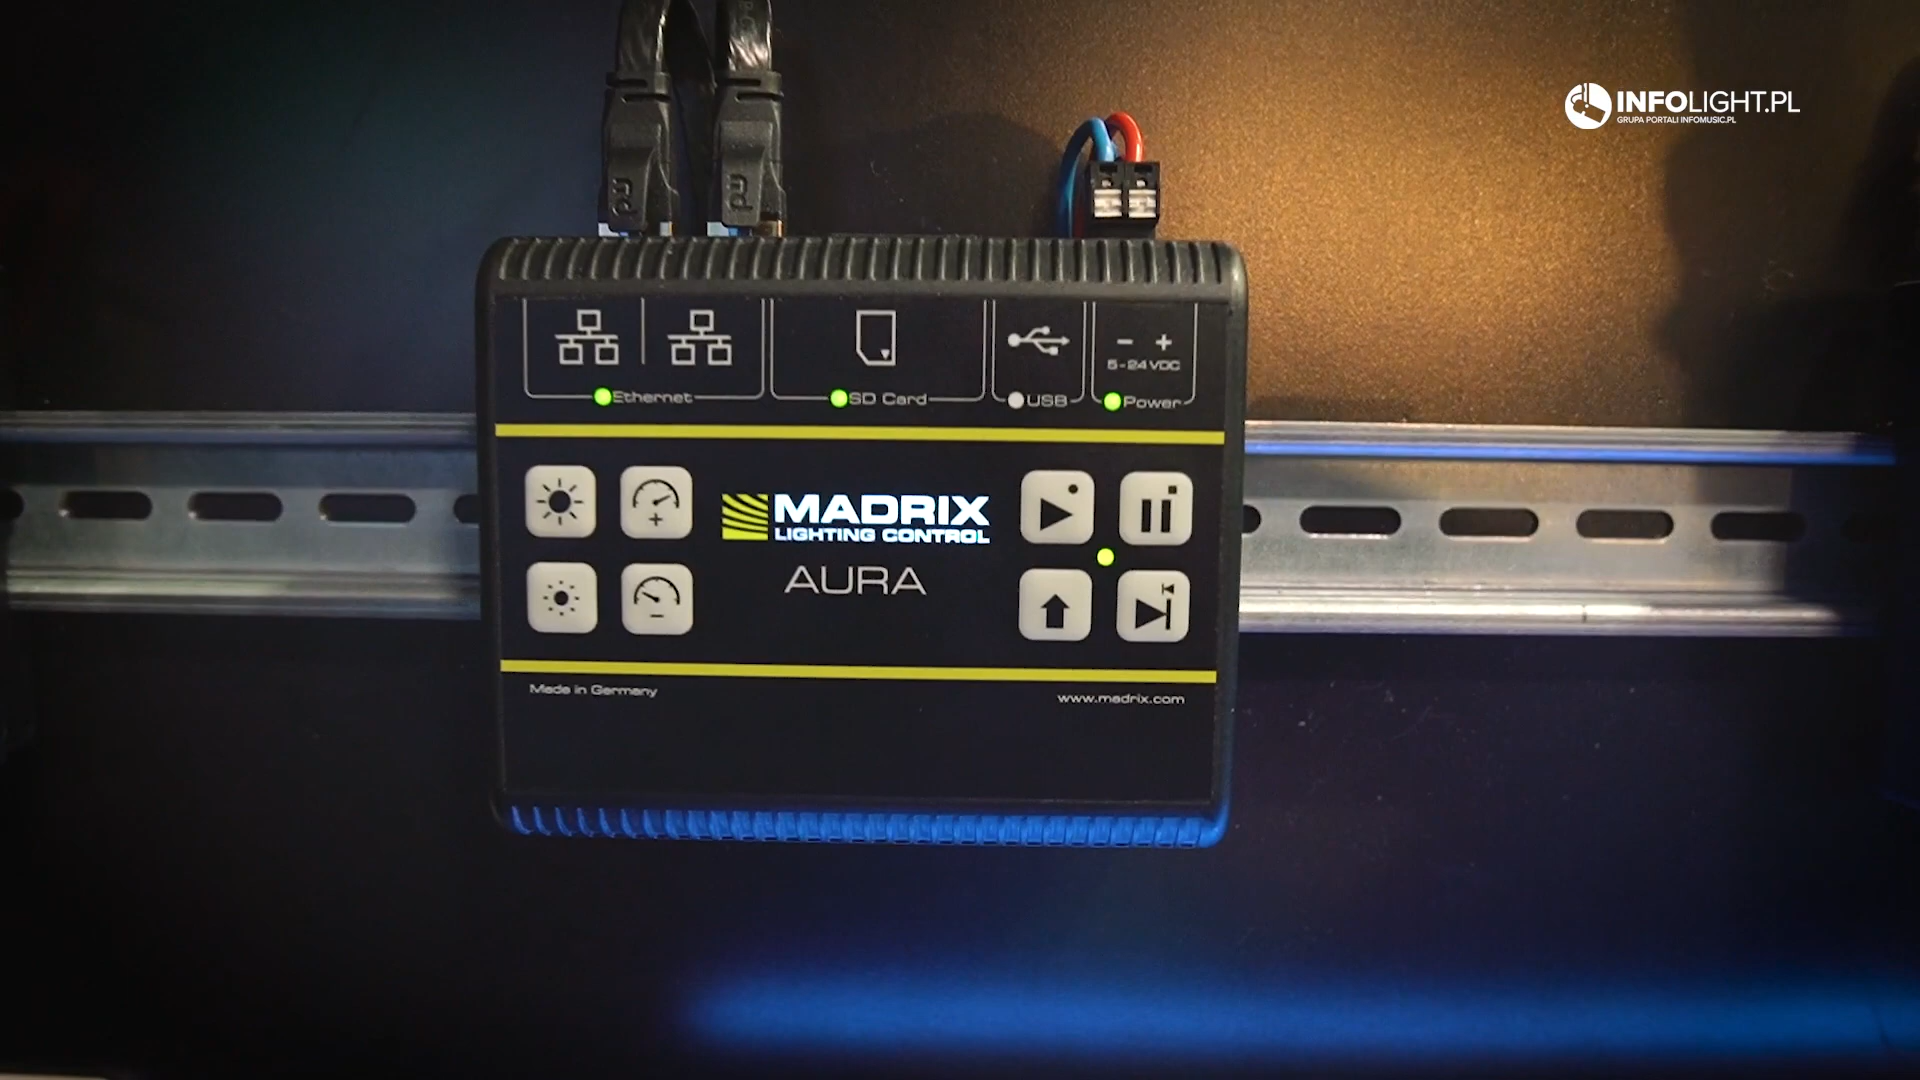 INFOLIGHT.PL
GRUPA PORTALI INFOMUSIC.PL
- +
5-24 VDC
Ethernet
SD Card
USB
Power
MADRIX
LIGHTING CONTROL
AURA
Made in Germany
www.madrix.com